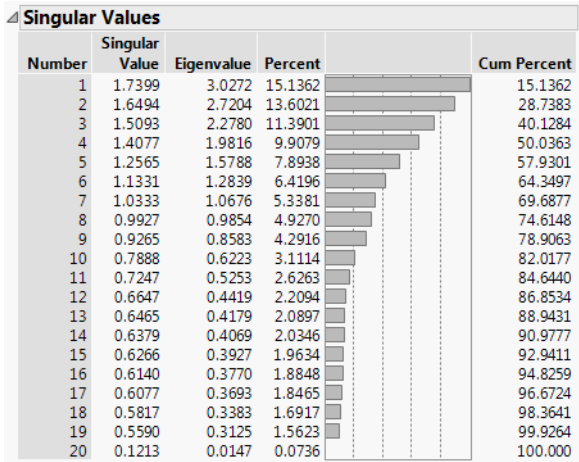 Singular Values
Singular
Number Value Eigenvalue Percent Cum Percent
1 1.7399 3.0272 15.1362 15.1362
2 1.6494 2.7204 13.6021 28.7383
3 1.5093 2.2780 11.3901 40.1284
4 1.4077 1.9816 9.9079 50.0363
5 1.2565 1.5788 7.8938 57.9301
6 1.1331 1.2839 6.4196 64.3497
7 1.0333 1.0676 5.3381 69.6877
8 0.9927 0.9854 4.9270 74.6148
9 0.9265 0.8583 4.2916 78.9063
10 0.7888 0.6223 3.1114 82.0177
11 0.7247 0.5253 2.6263 84.6440
12 0.6647 0.4419 2.2094 86.8534
13 0.6465 0.4179 2.0897 88.9431
14 0.6379 0.4069 2.0346 90.9777
15 0.6266 0.3927 1.9634 92.9411
16 0.6140 0.3770 1.8848 94.8259
17 0.6077 0.3693 1.8465 96.6724
18 0.5817 0.3383 1.6917 98.3641
19 0.5590 0.3125 1.5623 99.9264
20 0.1213 0.0147 0.0736 100.000